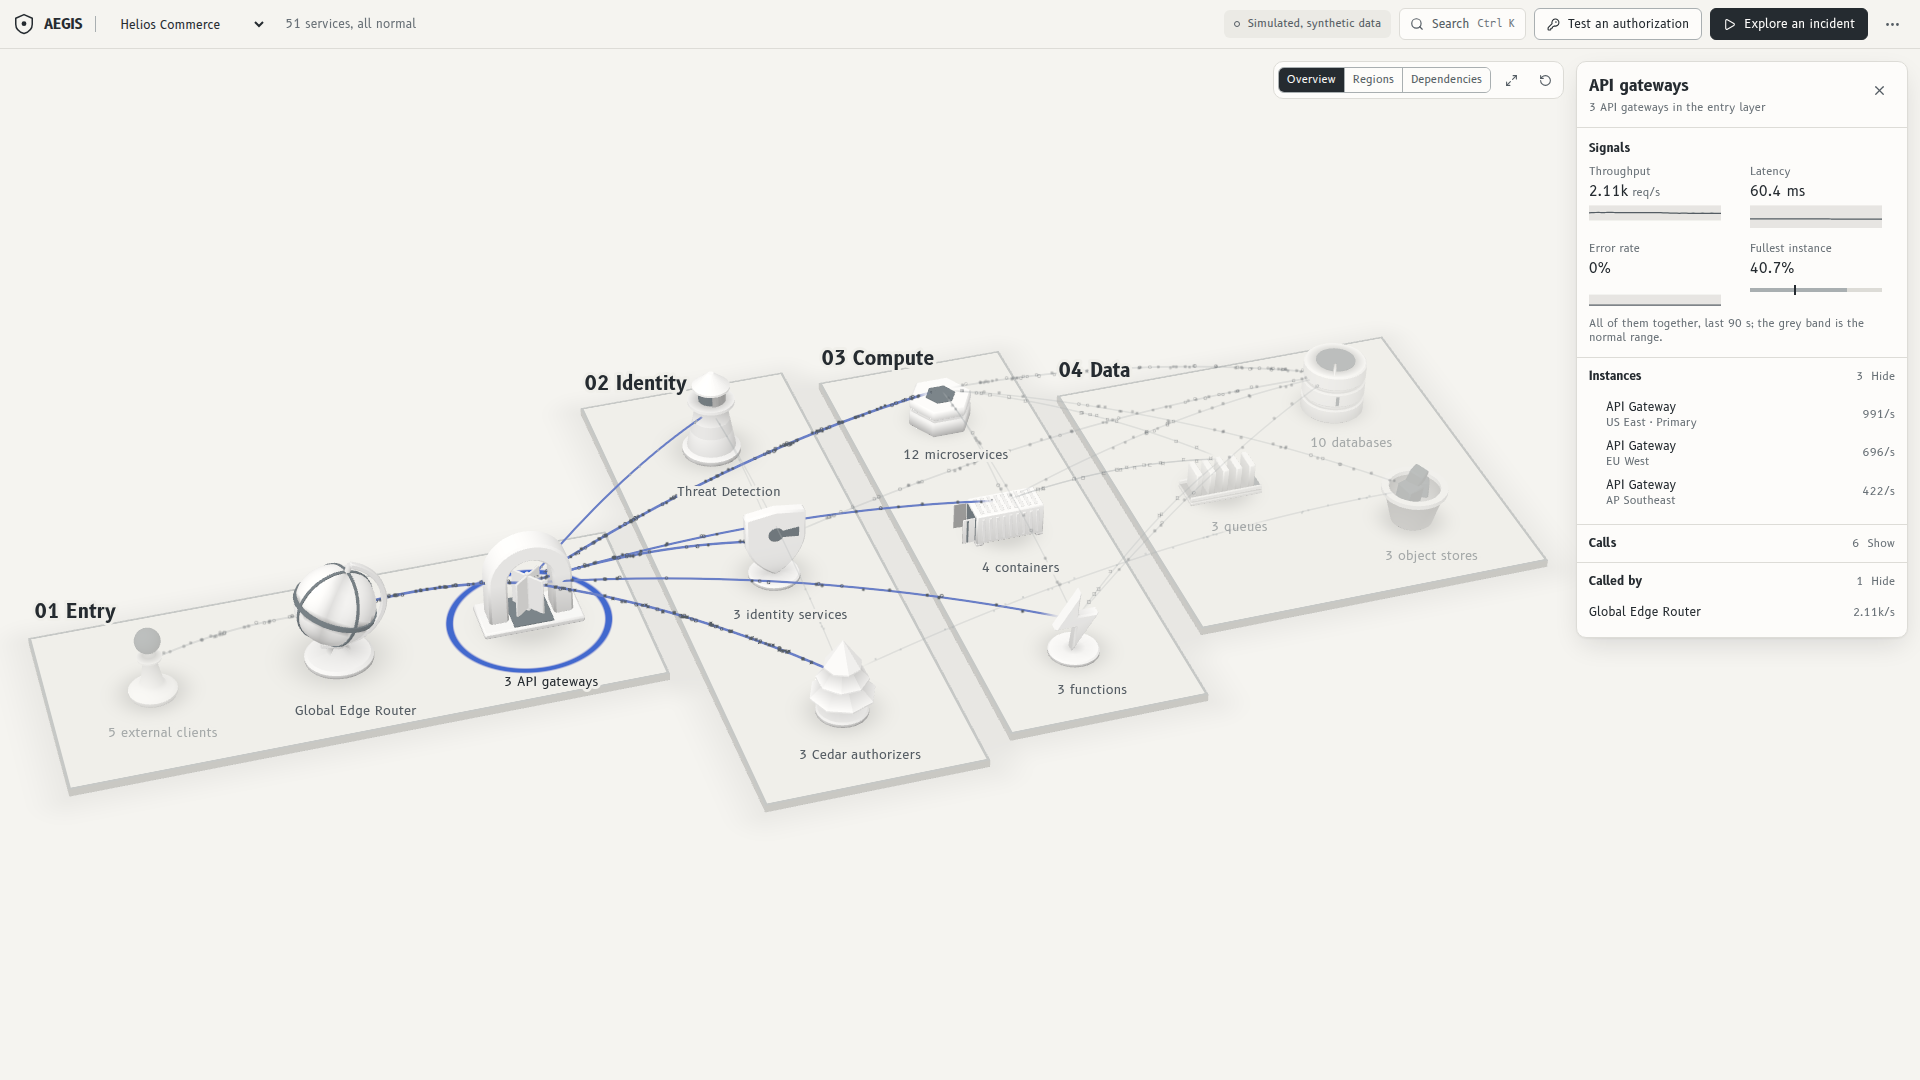 AEGIS
Helios Commerce
51 services, all normal
Simulated, synthetic data
Search Ctrl K
Test an authorization
Explore an incident
Overview
Regions
Dependencies
API gateways
3 API gateways in the entry layer
Signals
Throughput
2.11k req/s
Latency
60.4 ms
Error rate
0%
Fullest instance
40.7%
All of them together, last 90 s; the grey band is the
normal range.
Instances
3 Hide
API Gateway
US East · Primary
991/s
API Gateway
EU West
696/s
API Gateway
AP Southeast
422/s
Calls
6 Show
Called by
1 Hide
Global Edge Router
2.11k/s
01 Entry
5 external clients
Global Edge Router
3 API gateways
02 Identity
Threat Detection
3 identity services
3 Cedar authorizers
03 Compute
12 microservices
4 containers
3 functions
04 Data
10 databases
3 queues
3 object stores